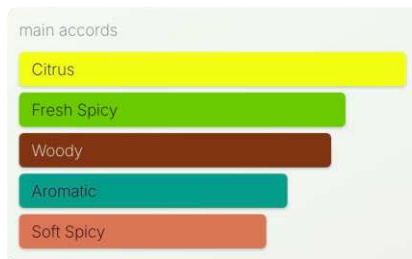 main accords
Citrus
Fresh Spicy
Woody
Aromatic
Soft Spicy